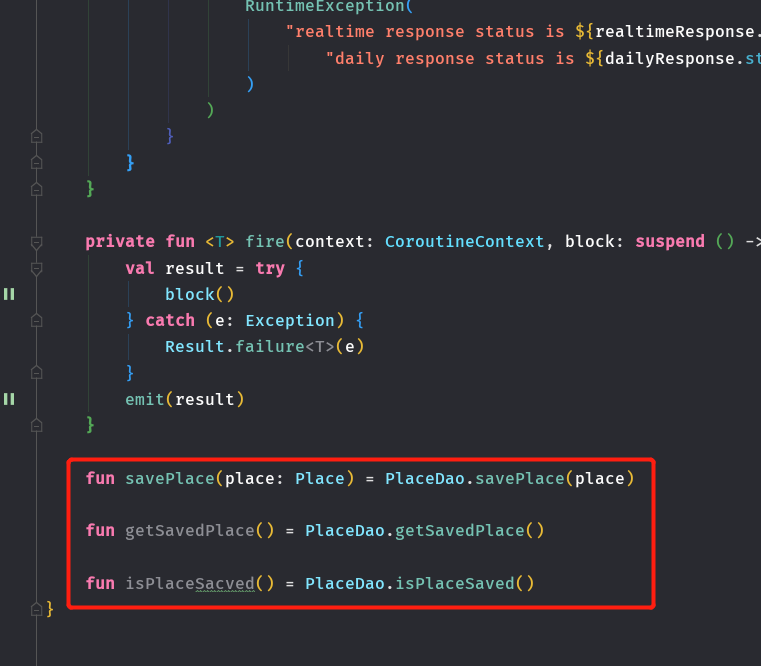 RuntimeException(
"realtime response status is ${realtimeResponse.
"daily response status is ${dailyResponse.st
)
)
}
}
}
private fun <T> fire(context: CoroutineContext, block: suspend () ->
val result = try {
block()
} catch (e: Exception) {
Result.failure<T>(e)
}
emit(result)
}
fun savePlace(place: Place) = PlaceDao.savePlace(place)
fun getSavedPlace() = PlaceDao.getSavedPlace()
fun isPlaceSacved() = PlaceDao.isPlaceSaved()
}